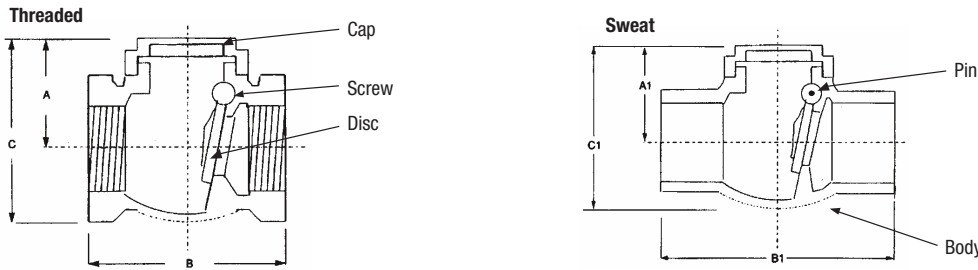 Threaded
Cap
Screw
Disc
A
C
B
Sweat
Pin
A1
C1
B1
Body